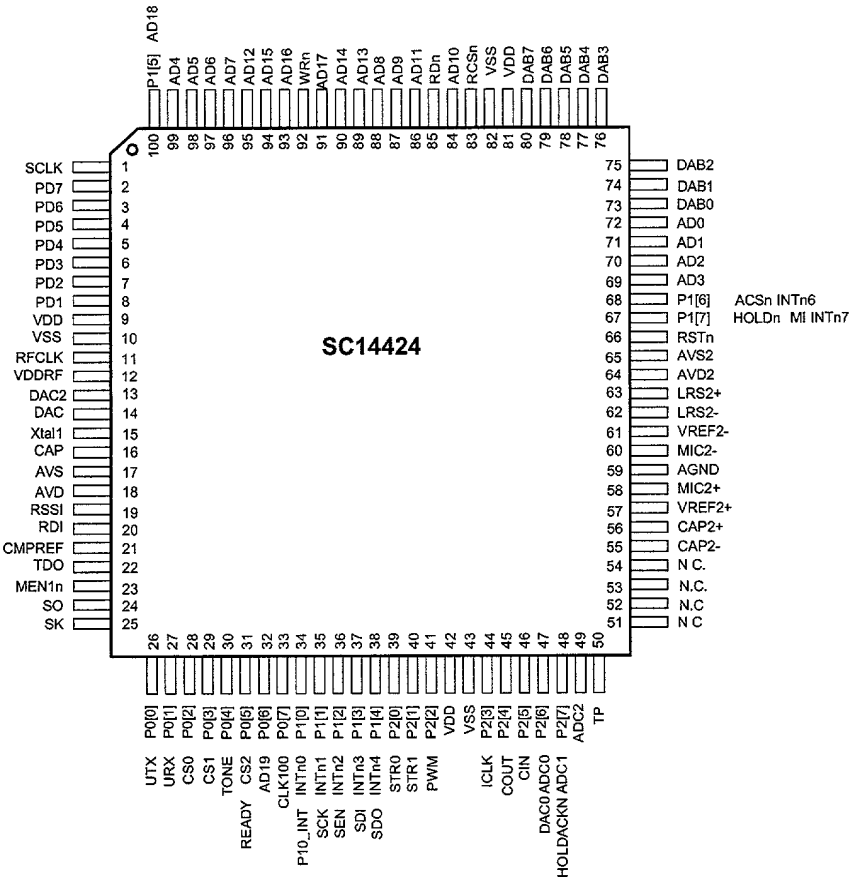 P1[5] AD18
AD4
AD5
AD6
AD7
AD12
AD15
AD16
WRn
AD17
AD14
AD13
AD8
AD9
AD11
RDn
AD10
RCSn
VSS
VDD
DAB7
DAB6
DAB5
DAB4
DAB3
100 99 98 97 96 95 94 93 92 91 90 89 88 87 86 85 84 83 82 81 80 79 78 77 76
SCLK 1
PD7 2
PD6 3
PD5 4
PD4 5
PD3 6
PD2 7
PD1 8
VDD 9
VSS 10
RFCLK 11
VDDRF 12
DAC2 13
DAC 14
Xtal1 15
CAP 16
AVS 17
AVD 18
RSSI 19
RDI 20
CMPREF 21
TDO 22
MEN1n 23
SO 24
SK 25
SC14424
75 DAB2
74 DAB1
73 DAB0
72 AD0
71 AD1
70 AD2
69 AD3
68 P1[6] ACSn INTn6
67 P1[7] HOLDn MI INTn7
66 RSTn
65 AVS2
64 AVD2
63 LRS2+
62 LRS2-
61 VREF2-
60 MIC2-
59 AGND
58 MIC2+
57 VREF2+
56 CAP2+
55 CAP2-
54 N C.
53 N.C.
52 N.C
51 N C
26 27 28 29 30 31 32 33 34 35 36 37 38 39 40 41 42 43 44 45 46 47 48 49 50
UTX P0[0]
URX P0[1]
CS0 P0[2]
CS1 P0[3]
TONE P0[4]
READY CS2 P0[5]
AD19 P0[6]
CLK100 P0[7]
P10_INT INTn0 P1[0]
SCK INTn1 P1[1]
SEN INTn2 P1[2]
SDI INTn3 P1[3]
SDO INTn4 P1[4]
STR0 P2[0]
STR1 P2[1]
PWM P2[2]
VDD
VSS
ICLK P2[3]
COUT P2[4]
CIN P2[5]
DAC0 ADC0 P2[6]
HOLDACKN ADC1 P2[7]
ADC2
TP